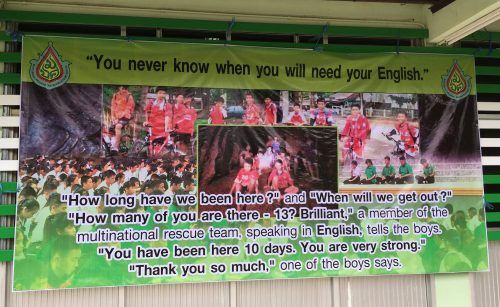 "You never know when you will need your English."
"How long have we been here ?" and "When will we get out ?"
"How many of you are there - 13? Brilliant," a member of the
multinational rescue team, speaking in English, tells the boys.
"You have been here 10 days. You are very strong."
"Thank you so much," one of the boys says.